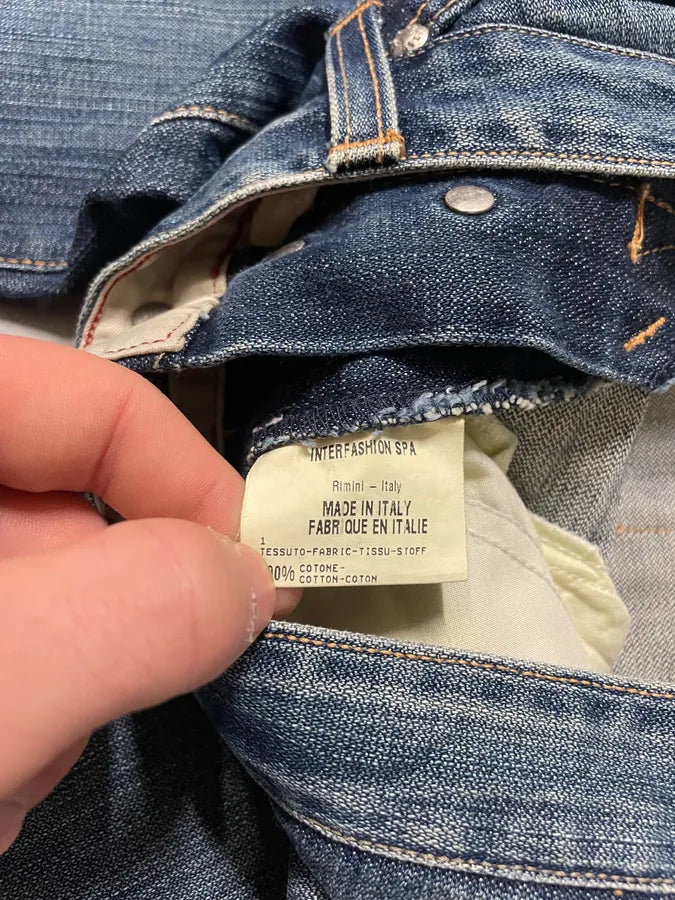 INTERFASHION SPA
Rimini - Italy
MADE IN ITALY
FABRIQUE EN ITALIE
1
TESSUTO-FABRIC-TISSU-STOFF
00% COTONE-
COTTON-COTON